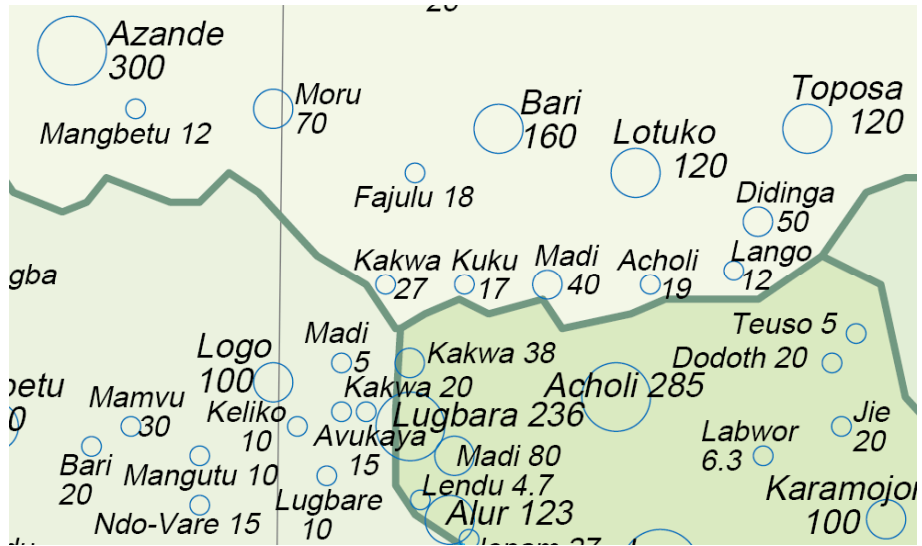 Azande
300
Mangbetu 12
Moru
70
Bari
160
Lotuko
120
Toposa
120
Fajulu 18
Didinga
50
Kakwa
27
Kuku
17
Madi
40
Acholi
19
Lango
12
Teuso 5
Dodoth 20
Logo
100
Madi
5
Kakwa 38
Acholi 285
Mamvu
30
Keliko
10
Kakwa 20
Lugbara 236
Avukaya
15
Jie
20
Labwor
6.3
Bari
20
Mangutu 10
Madi 80
Lugbare
10
Lendu 4.7
Karamojor
100
Ndo-Vare 15
Alur 123